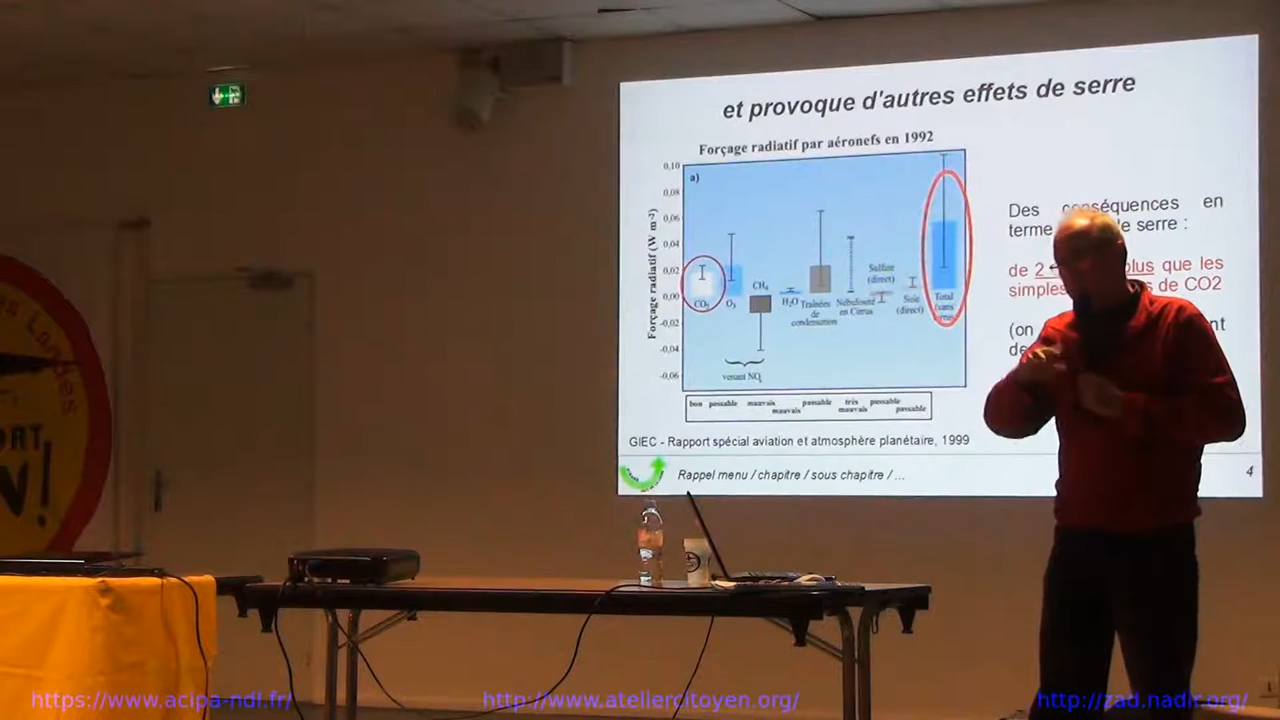 et provoque d'autres effets de serre
Forçage radiatif par aéronefs en 1992
Forçage radiatif (W m⁻²)
0,10
0,08
0,06
0,04
0,02
0,00
-0,02
-0,04
-0,06
a)
CO₂
O₃
CH₄
H₂O
Traînées
de
condensation
Nébulosité
en Cirrus
Sulfate
(direct)
Suie
(direct)
Total
(sans
venant NOₓ
bon passable mauvais mauvais passable très mauvais passable passable
Des conséquences en
terme de serre :
de 2 plus que les
simples de CO2
(on
GIEC - Rapport spécial aviation et atmosphère planétaire, 1999
Rappel menu / chapitre / sous chapitre / ...
4
Landes
ORT
N!
https://www.acipa-ndl.fr/
http://www.ateliercitoyen.org/
http://zad.nadir.org/